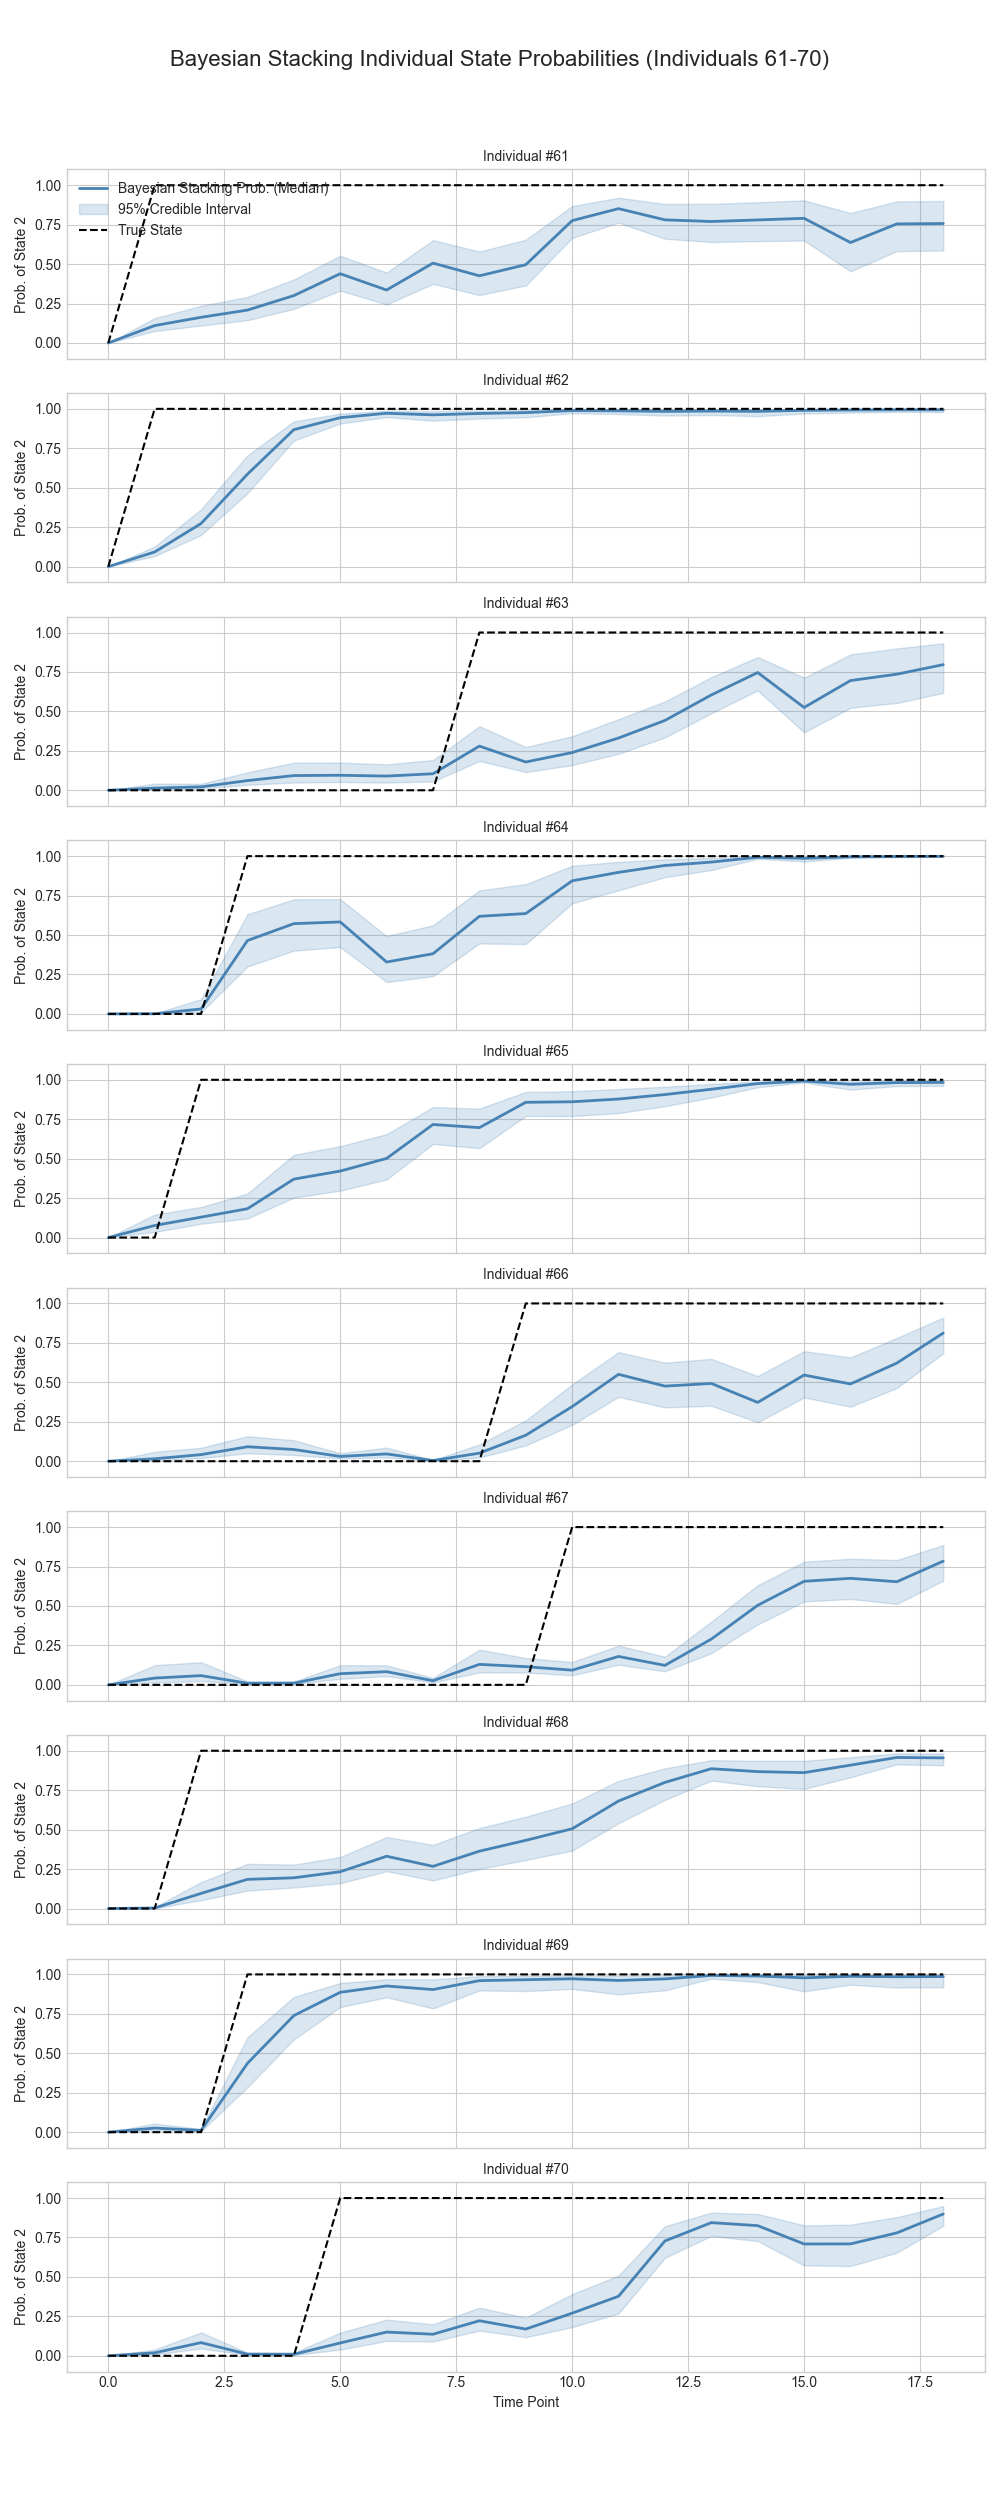 Bayesian Stacking Individual State Probabilities (Individuals 61-70)
Individual #61
Bayesian Stacking Prob. (Median)
95% Credible Interval
True State
Prob. of State 2
1.00
0.75
0.50
0.25
0.00
Individual #62
Prob. of State 2
1.00
0.75
0.50
0.25
0.00
Individual #63
Prob. of State 2
1.00
0.75
0.50
0.25
0.00
Individual #64
Prob. of State 2
1.00
0.75
0.50
0.25
0.00
Individual #65
Prob. of State 2
1.00
0.75
0.50
0.25
0.00
Individual #66
Prob. of State 2
1.00
0.75
0.50
0.25
0.00
Individual #67
Prob. of State 2
1.00
0.75
0.50
0.25
0.00
Individual #68
Prob. of State 2
1.00
0.75
0.50
0.25
0.00
Individual #69
Prob. of State 2
1.00
0.75
0.50
0.25
0.00
Individual #70
Prob. of State 2
1.00
0.75
0.50
0.25
0.00
0.0 2.5 5.0 7.5 10.0 12.5 15.0 17.5
Time Point